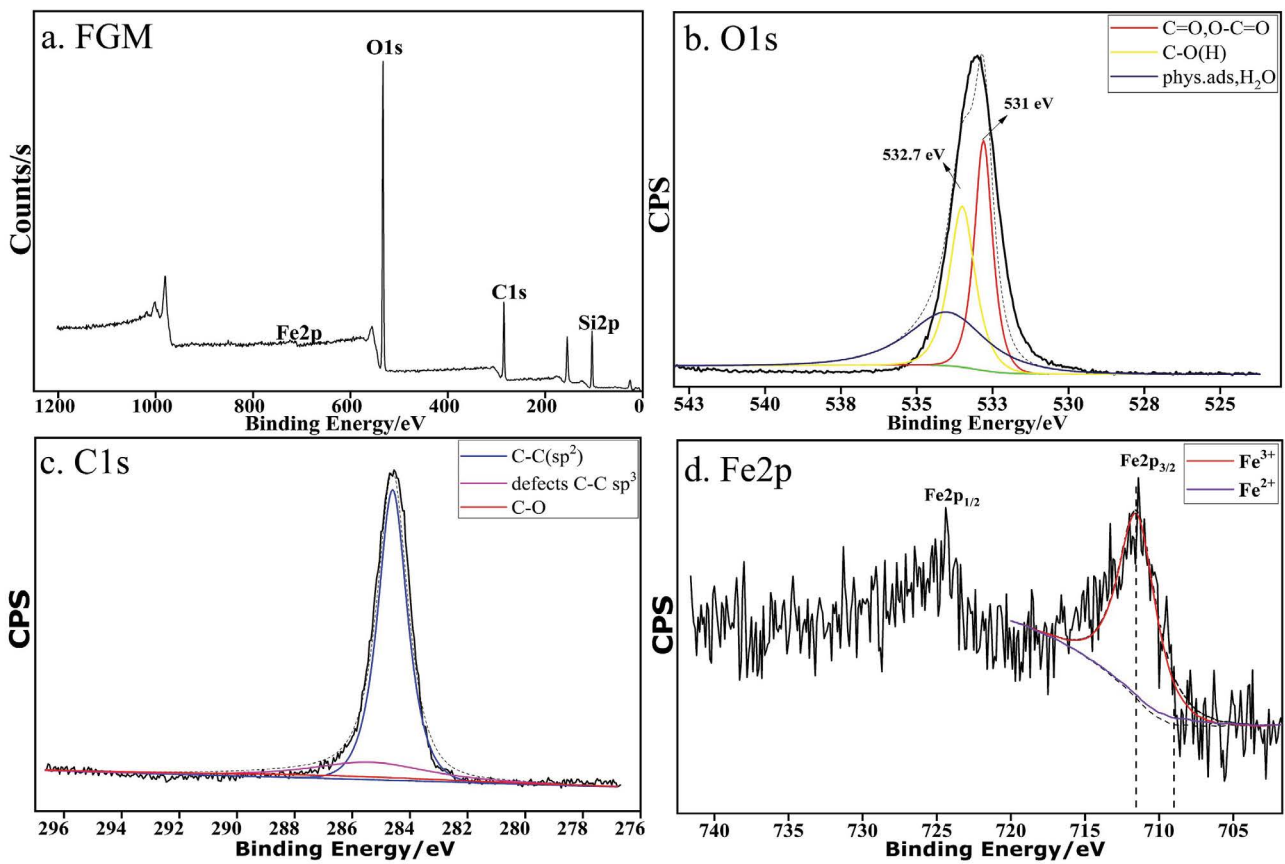 a. FGM
O1s
Fe2p
C1s
Si2p
Counts/s
1200 1000 800 600 400 200 0
Binding Energy/eV
b. O1s
C=O,O-C=O
C-O(H)
phys.ads,H₂O
531 eV
532.7 eV
CPS
543 540 538 535 533 530 528 525
Binding Energy/eV
c. C1s
C-C(sp²)
defects C-C sp³
C-O
CPS
296 294 292 290 288 286 284 282 280 278 276
Binding Energy/eV
d. Fe2p
Fe2p₁/₂
Fe2p₃/₂
Fe³⁺
Fe²⁺
CPS
740 735 730 725 720 715 710 705
Binding Energy/eV